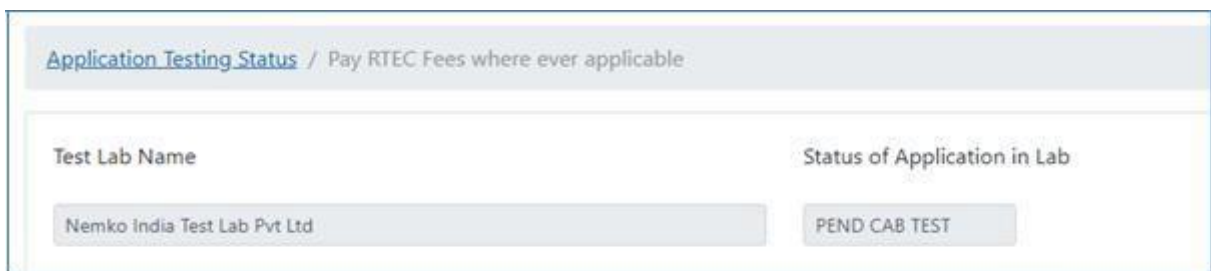 Application Testing Status / Pay RTEC Fees where ever applicable
Test Lab Name
Status of Application in Lab
Nemko India Test Lab Pvt Ltd
PEND CAB TEST